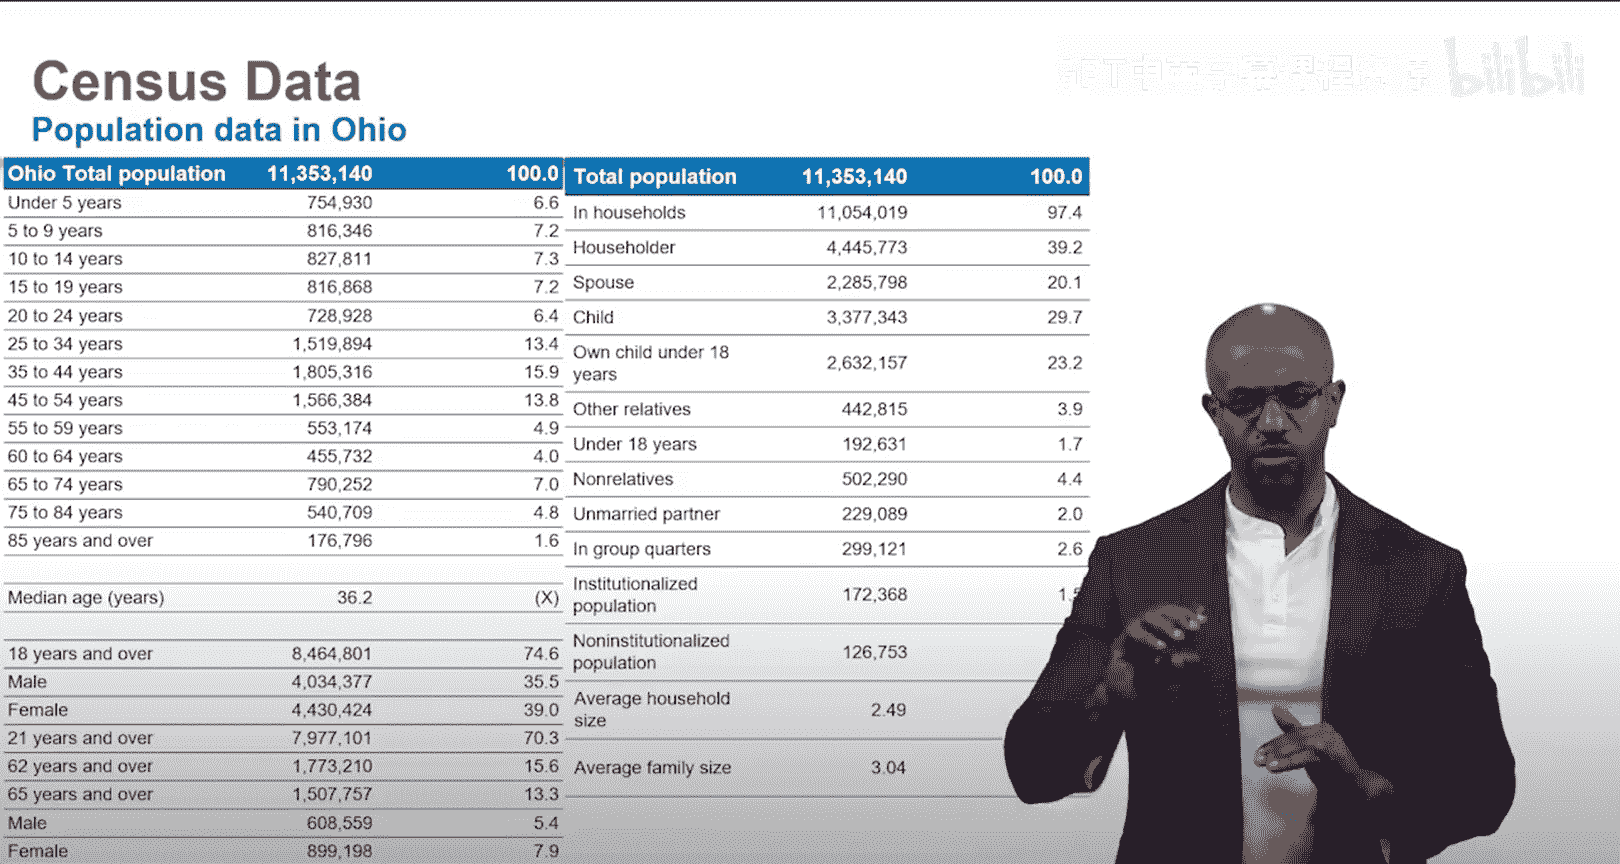 Census Data
Population data in Ohio
Ohio Total population 11,353,140 100.0
Under 5 years 754,930 6.6
5 to 9 years 816,346 7.2
10 to 14 years 827,811 7.3
15 to 19 years 816,868 7.2
20 to 24 years 728,928 6.4
25 to 34 years 1,519,894 13.4
35 to 44 years 1,805,316 15.9
45 to 54 years 1,566,384 13.8
55 to 59 years 553,174 4.9
60 to 64 years 455,732 4.0
65 to 74 years 790,252 7.0
75 to 84 years 540,709 4.8
85 years and over 176,796 1.6
Median age (years) 36.2 (X)
18 years and over 8,464,801 74.6
Male 4,034,377 35.5
Female 4,430,424 39.0
21 years and over 7,977,101 70.3
62 years and over 1,773,210 15.6
65 years and over 1,507,757 13.3
Male 608,559 5.4
Female 899,198 7.9
Total population 11,353,140 100.0
In households 11,054,019 97.4
Householder 4,445,773 39.2
Spouse 2,285,798 20.1
Child 3,377,343 29.7
Own child under 18
years 2,632,157 23.2
Other relatives 442,815 3.9
Under 18 years 192,631 1.7
Nonrelatives 502,290 4.4
Unmarried partner 229,089 2.0
In group quarters 299,121 2.6
Institutionalized
population 172,368 1.5
Noninstitutionalized
population 126,753
Average household
size 2.49
Average family size 3.04
bilibili